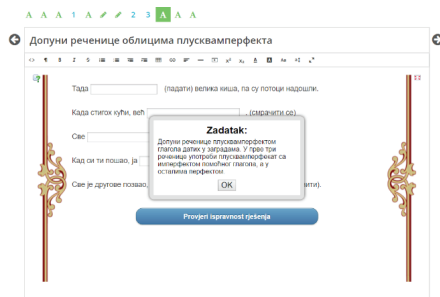 A A A 1 A 2 3 A A A
Допуни реченице облицима плусквамперфекта
Тада (падати) велика киша, па су потоци надошли.
Када стигох кући, већ . (смрачити се)
Све
Кад си ти пошао, ја
Све је другове позвао,
Zadatak:
Допуни реченице плусквамперфектом
глагола датих у заградама. У прве три
реченице употреби плусквамперфекат са
имперфектом помоћног глагола, а у
осталима перфектом
OK
Provjeri ispravnost rješenja